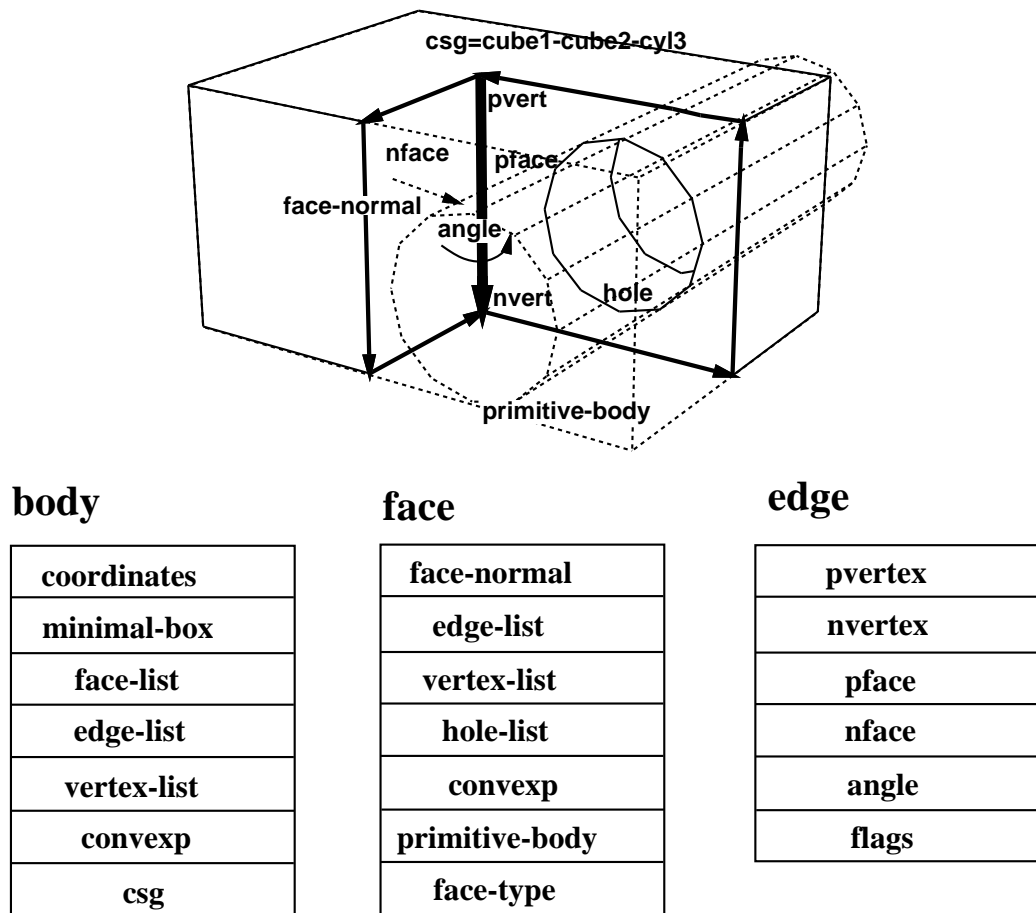 csg=cube1-cube2-cyl3
pvert
nface
pface
face-normal
angle
nvert
hole
primitive-body
body
coordinates
minimal-box
face-list
edge-list
vertex-list
convexp
csg
face
face-normal
edge-list
vertex-list
hole-list
convexp
primitive-body
face-type
edge
pvertex
nvertex
pface
nface
angle
flags